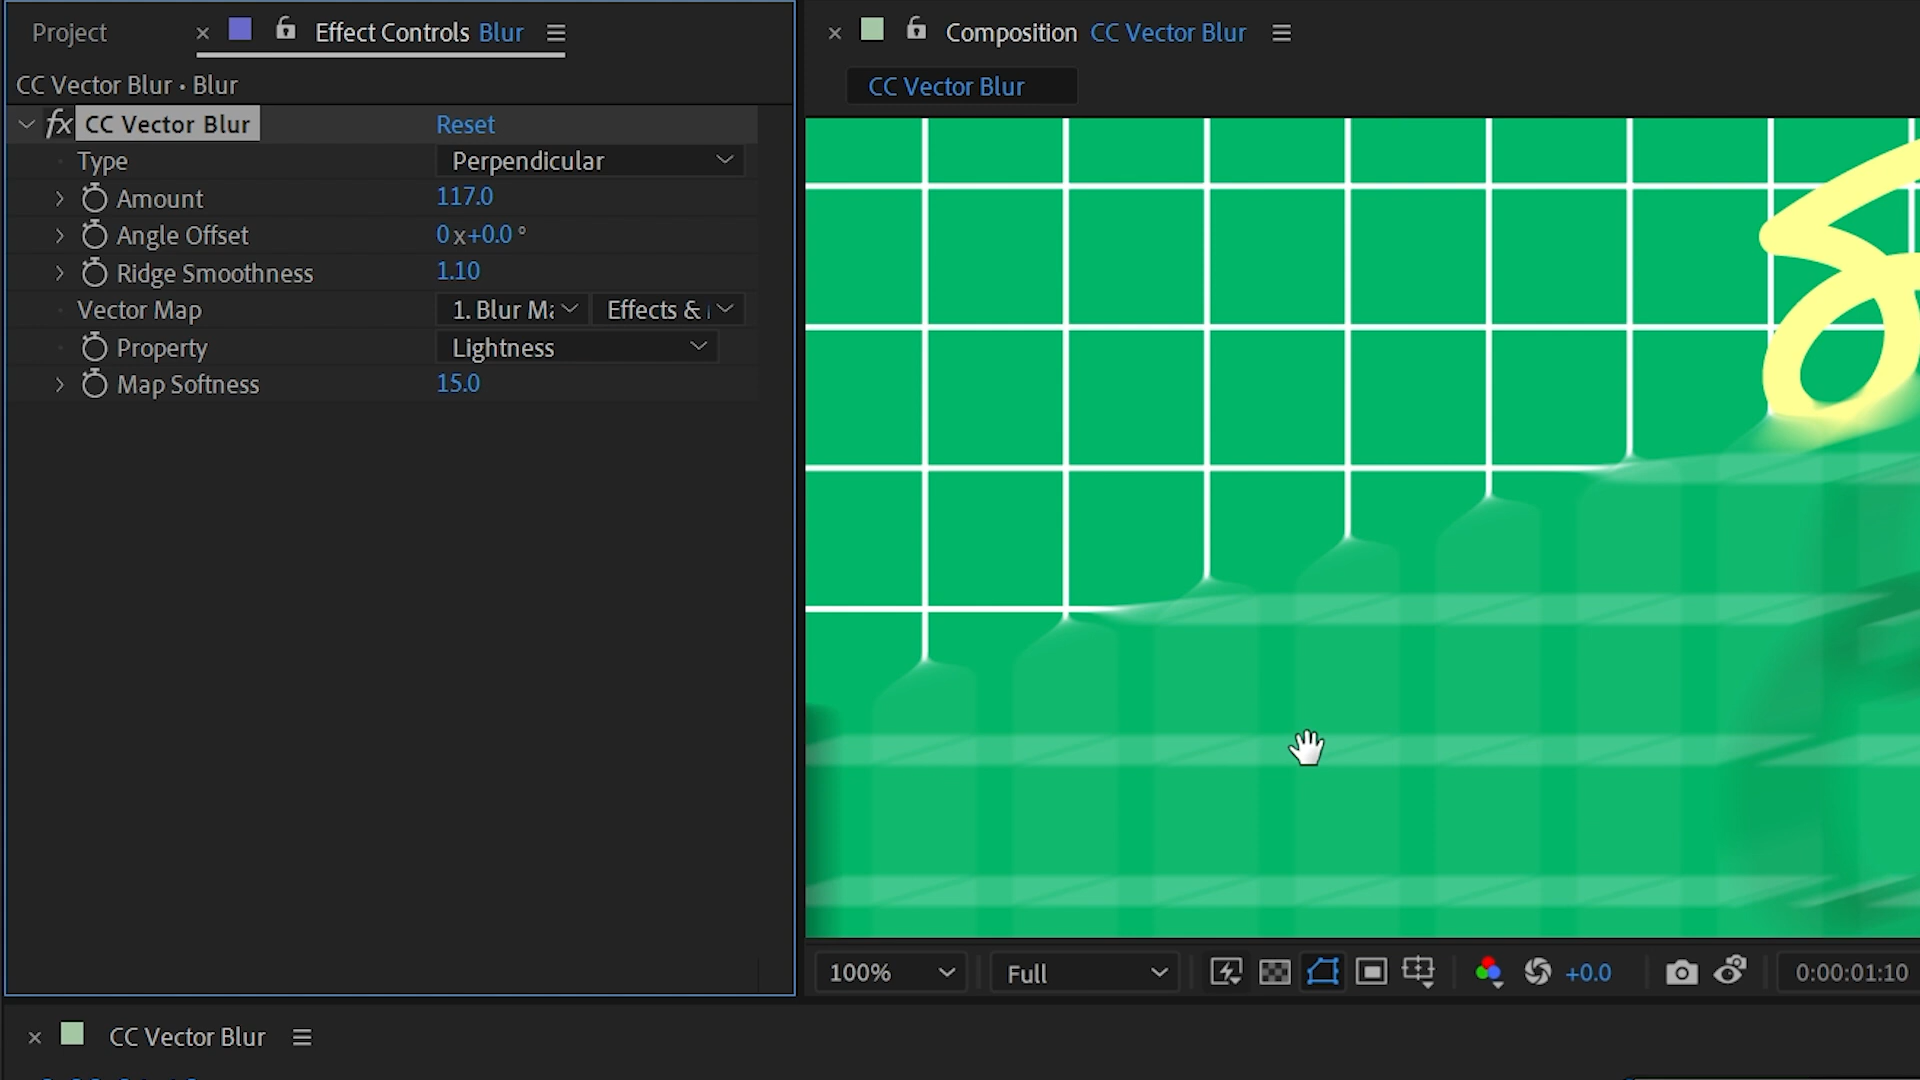 Project
Effect Controls Blur
CC Vector Blur • Blur
fx CC Vector Blur Reset
Type Perpendicular
Amount 117.0
Angle Offset 0x+0.0°
Ridge Smoothness 1.10
Vector Map 1. Blur Ma Effects &
Property Lightness
Map Softness 15.0
Composition CC Vector Blur
CC Vector Blur
100% Full +0.0 0:00:01:10
CC Vector Blur